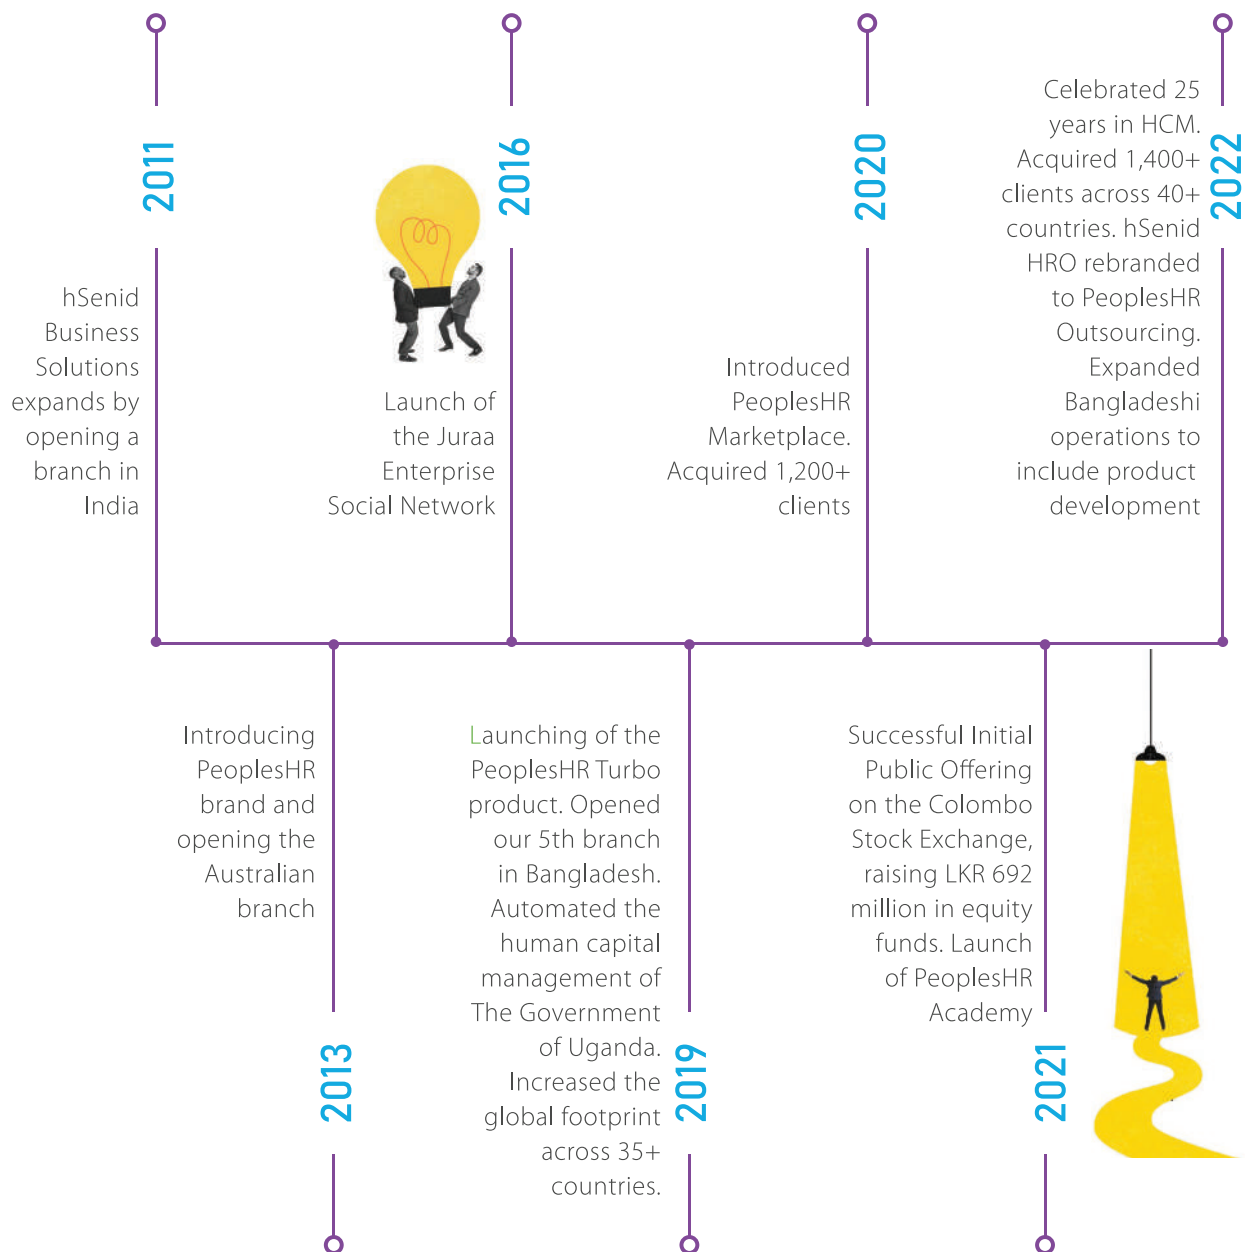 2011
hSenid
Business
Solutions
expands by
opening a
branch in
India
2013
Introducing
PeoplesHR
brand and
opening the
Australian
branch
2016
Launch of
the Juraa
Enterprise
Social Network
2019
Launching of the
PeoplesHR Turbo
product. Opened
our 5th branch
in Bangladesh.
Automated the
human capital
management of
The Government
of Uganda.
Increased the
global footprint
across 35+
countries.
2020
Introduced
PeoplesHR
Marketplace.
Acquired 1,200+
clients
2021
Successful Initial
Public Offering
on the Colombo
Stock Exchange,
raising LKR 692
million in equity
funds. Launch
of PeoplesHR
Academy
2022
Celebrated 25
years in HCM.
Acquired 1,400+
clients across 40+
countries. hSenid
HRO rebranded
to PeoplesHR
Outsourcing.
Expanded
Bangladeshi
operations to
include product
development